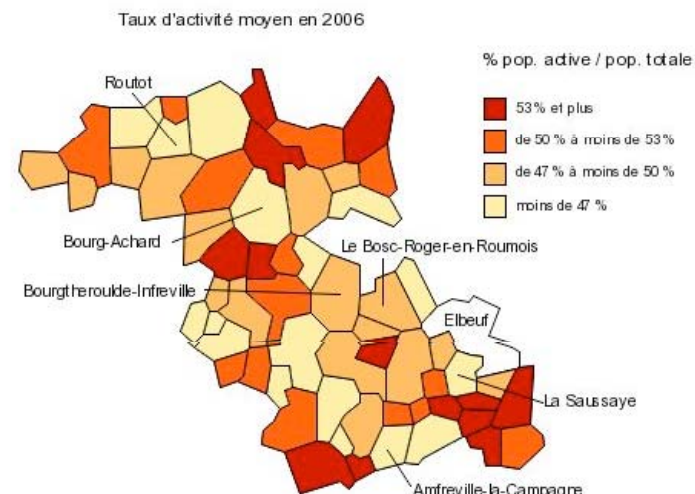 Taux d'activité moyen en 2006
% pop. active / pop. totale
Routot
53% et plus
de 50 % à moins de 53%
de 47 % à moins de 50 %
moins de 47 %
Bourg-Achard
Le Bosc-Roger-en-Roumois
Bourgtheroulde-Infreville
Elbeuf
La Saussaye
Amfreville-la-Campagne